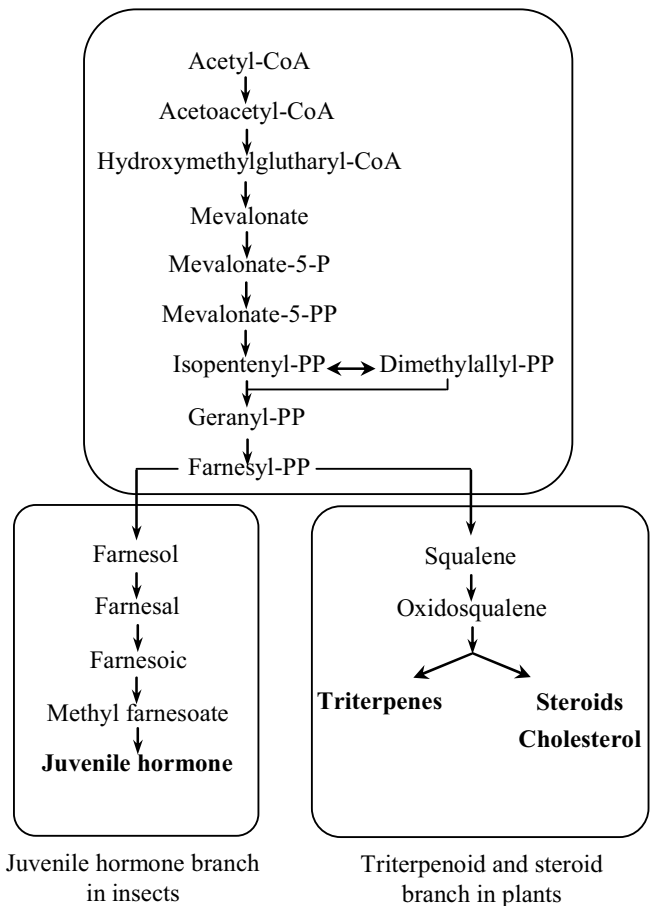 Acetyl-CoA
Acetoacetyl-CoA
Hydroxymethylglutharyl-CoA
Mevalonate
Mevalonate-5-P
Mevalonate-5-PP
Isopentenyl-PP Dimethylallyl-PP
Geranyl-PP
Farnesyl-PP
Farnesol
Farnesal
Farnesoic
Methyl farnesoate
Juvenile hormone
Squalene
Oxidosqualene
Triterpenes
Steroids
Cholesterol
Juvenile hormone branch
in insects
Triterpenoid and steroid
branch in plants